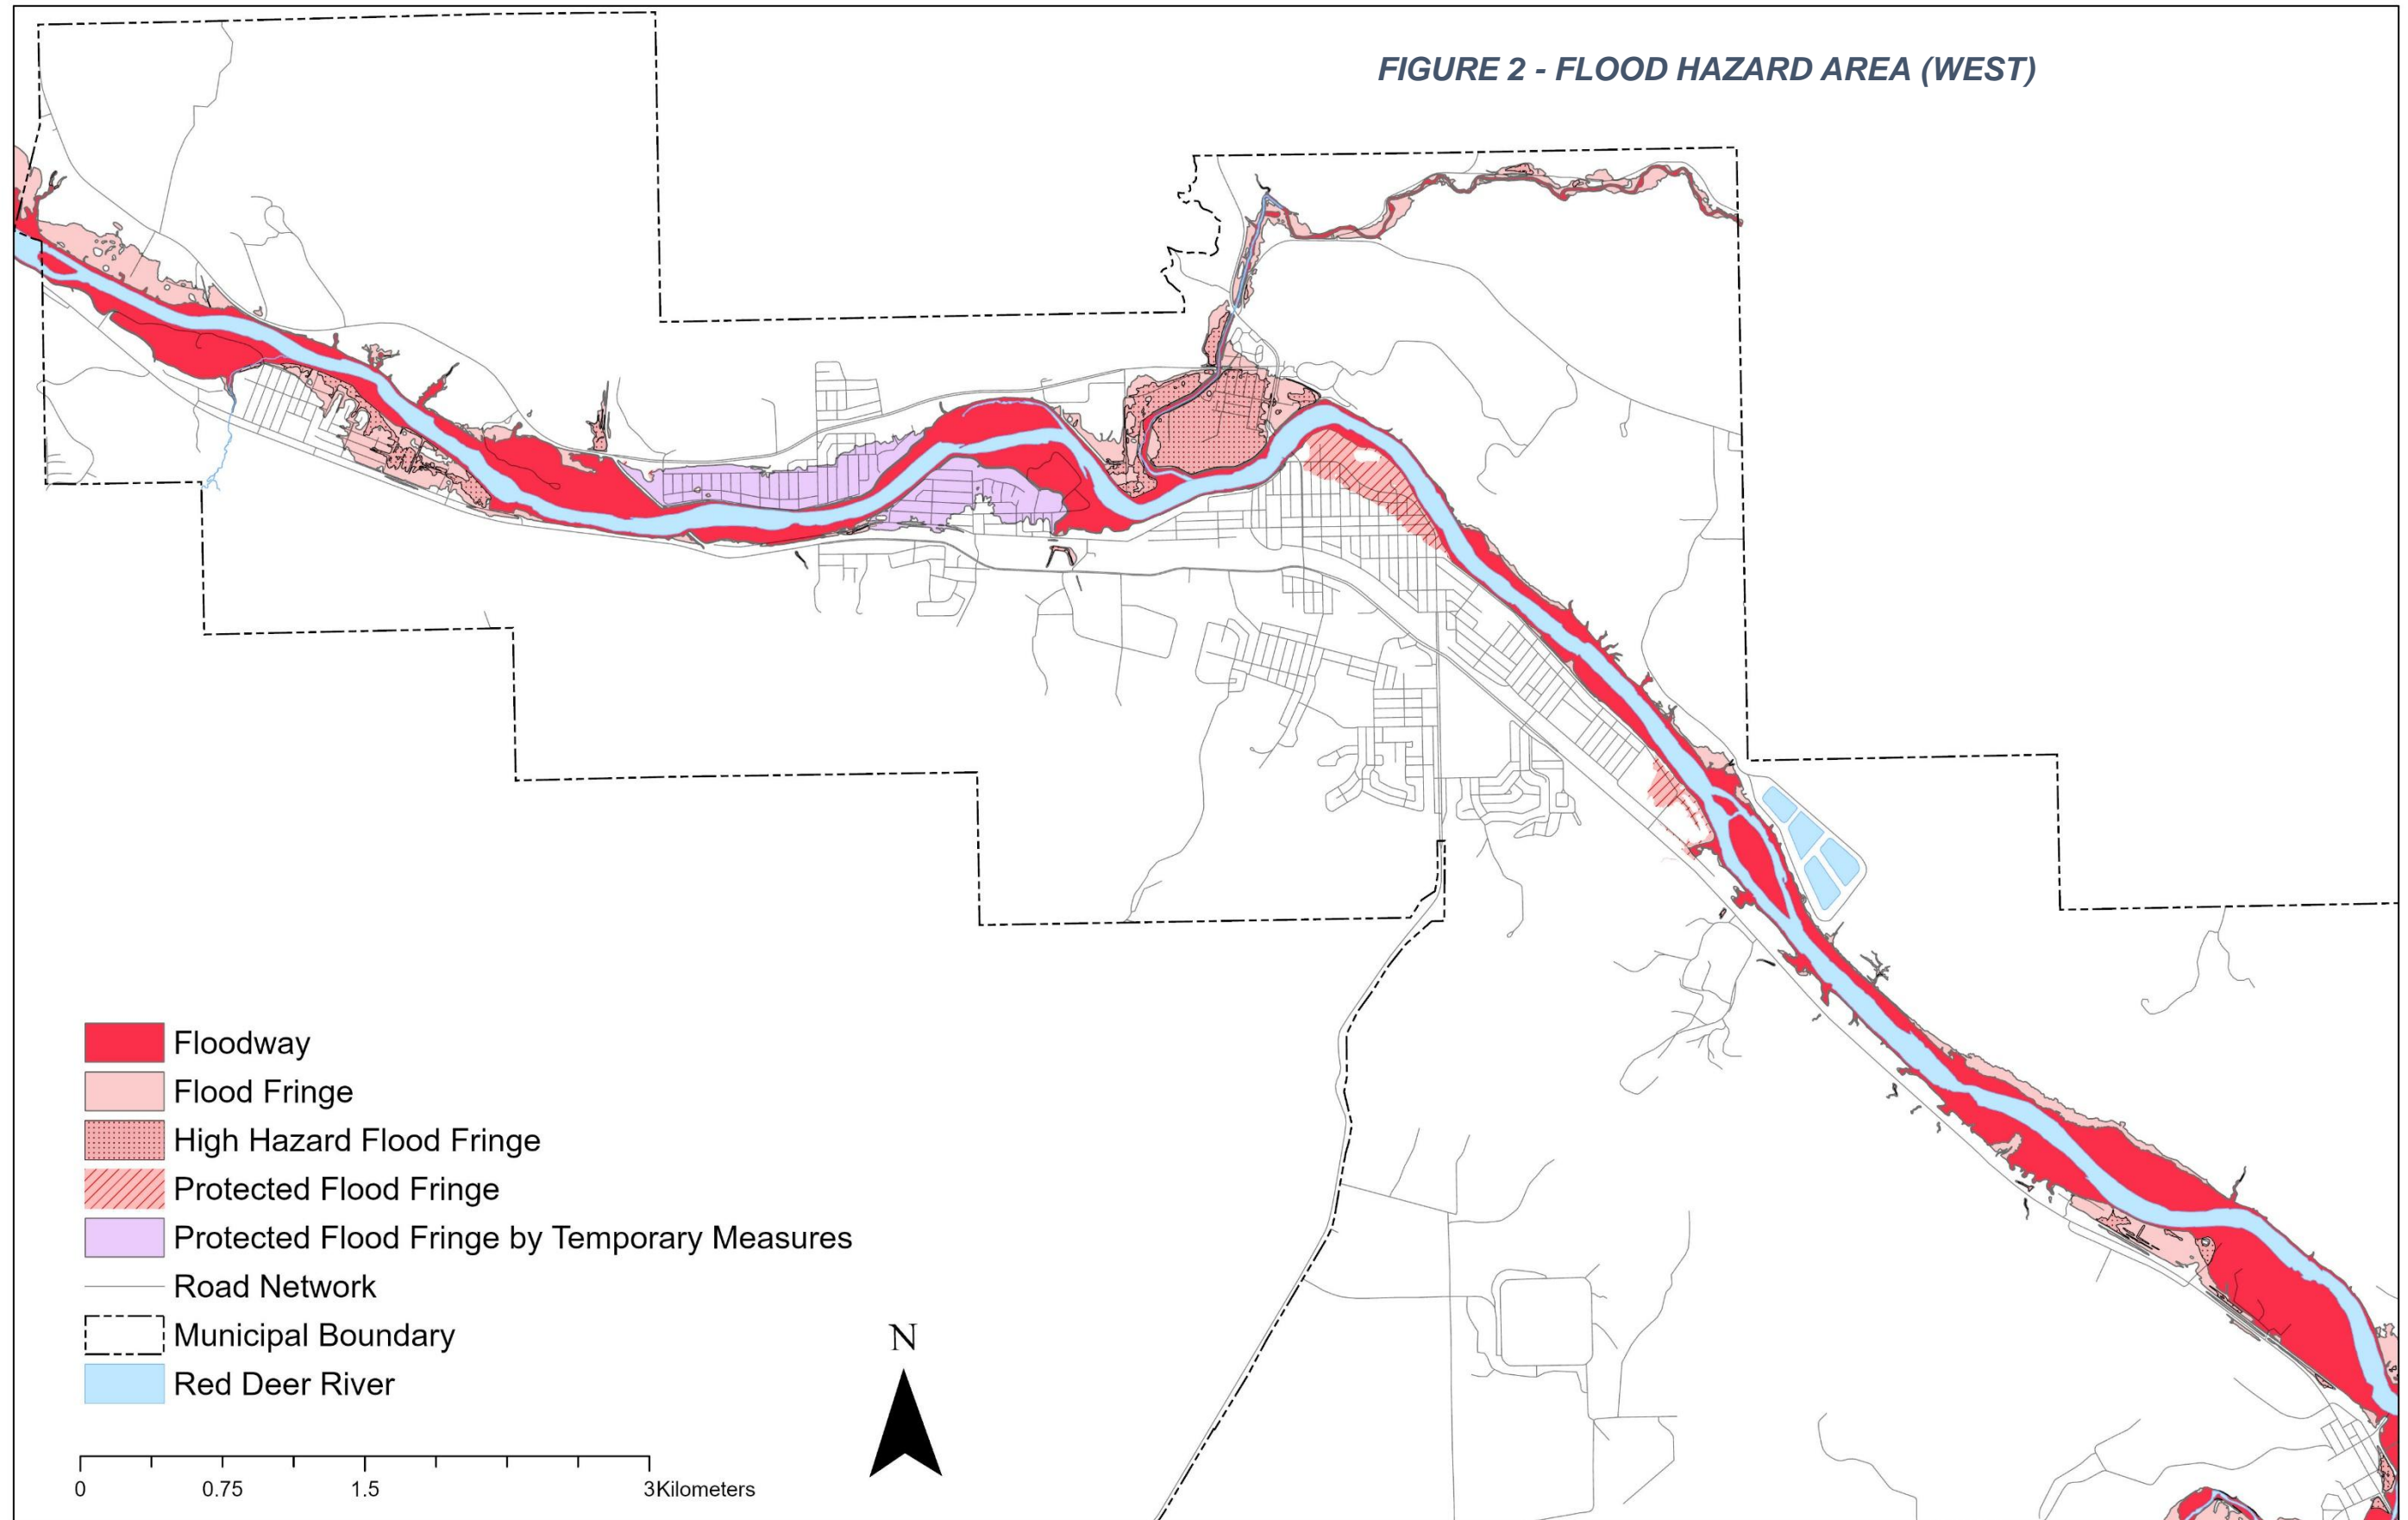 FIGURE 2 - FLOOD HAZARD AREA (WEST)
Floodway
Flood Fringe
High Hazard Flood Fringe
Protected Flood Fringe
Protected Flood Fringe by Temporary Measures
Road Network
Municipal Boundary
Red Deer River
N
0 0.75 1.5 3Kilometers